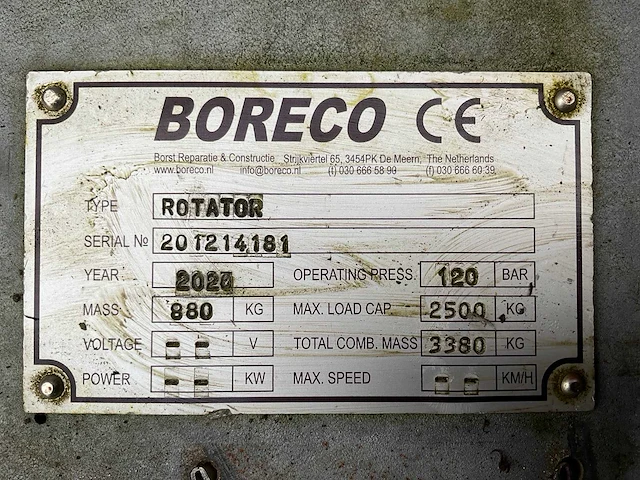 BORECO CE
Borst Reparatie & Constructie Strijkviertel 65, 3454PK De Meern, The Netherlands
www.boreco.nl info@boreco.nl (t) 030 666 58 90 (f) 030 666 60 39
TYPE ROTATOR
SERIAL № 201214181
YEAR 2020 OPERATING PRESS. 120 BAR
MASS 880 KG MAX. LOAD CAP 2500 KG
VOLTAGE - - V TOTAL COMB. MASS 3380 KG
POWER - - KW MAX. SPEED - - KM/H